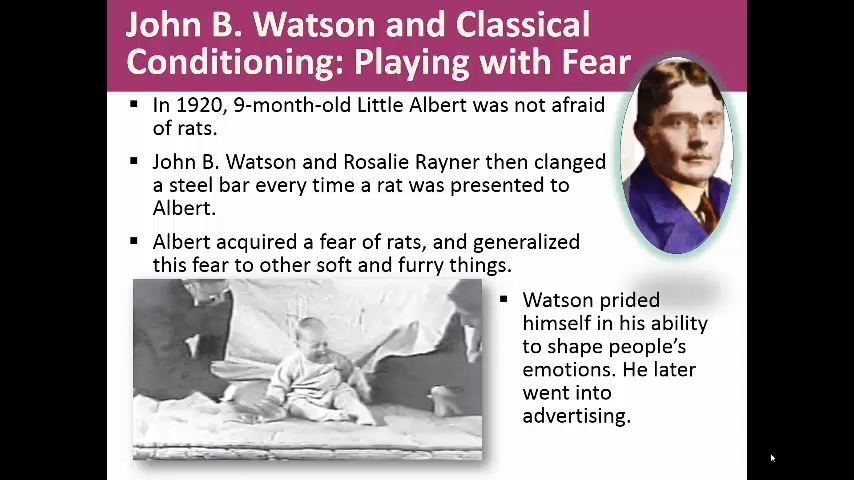 John B. Watson and Classical
Conditioning: Playing with Fear
▪ In 1920, 9-month-old Little Albert was not afraid
of rats.
▪ John B. Watson and Rosalie Rayner then clanged
a steel bar every time a rat was presented to
Albert.
▪ Albert acquired a fear of rats, and generalized
this fear to other soft and furry things.
▪ Watson prided
himself in his ability
to shape people’s
emotions. He later
went into
advertising.